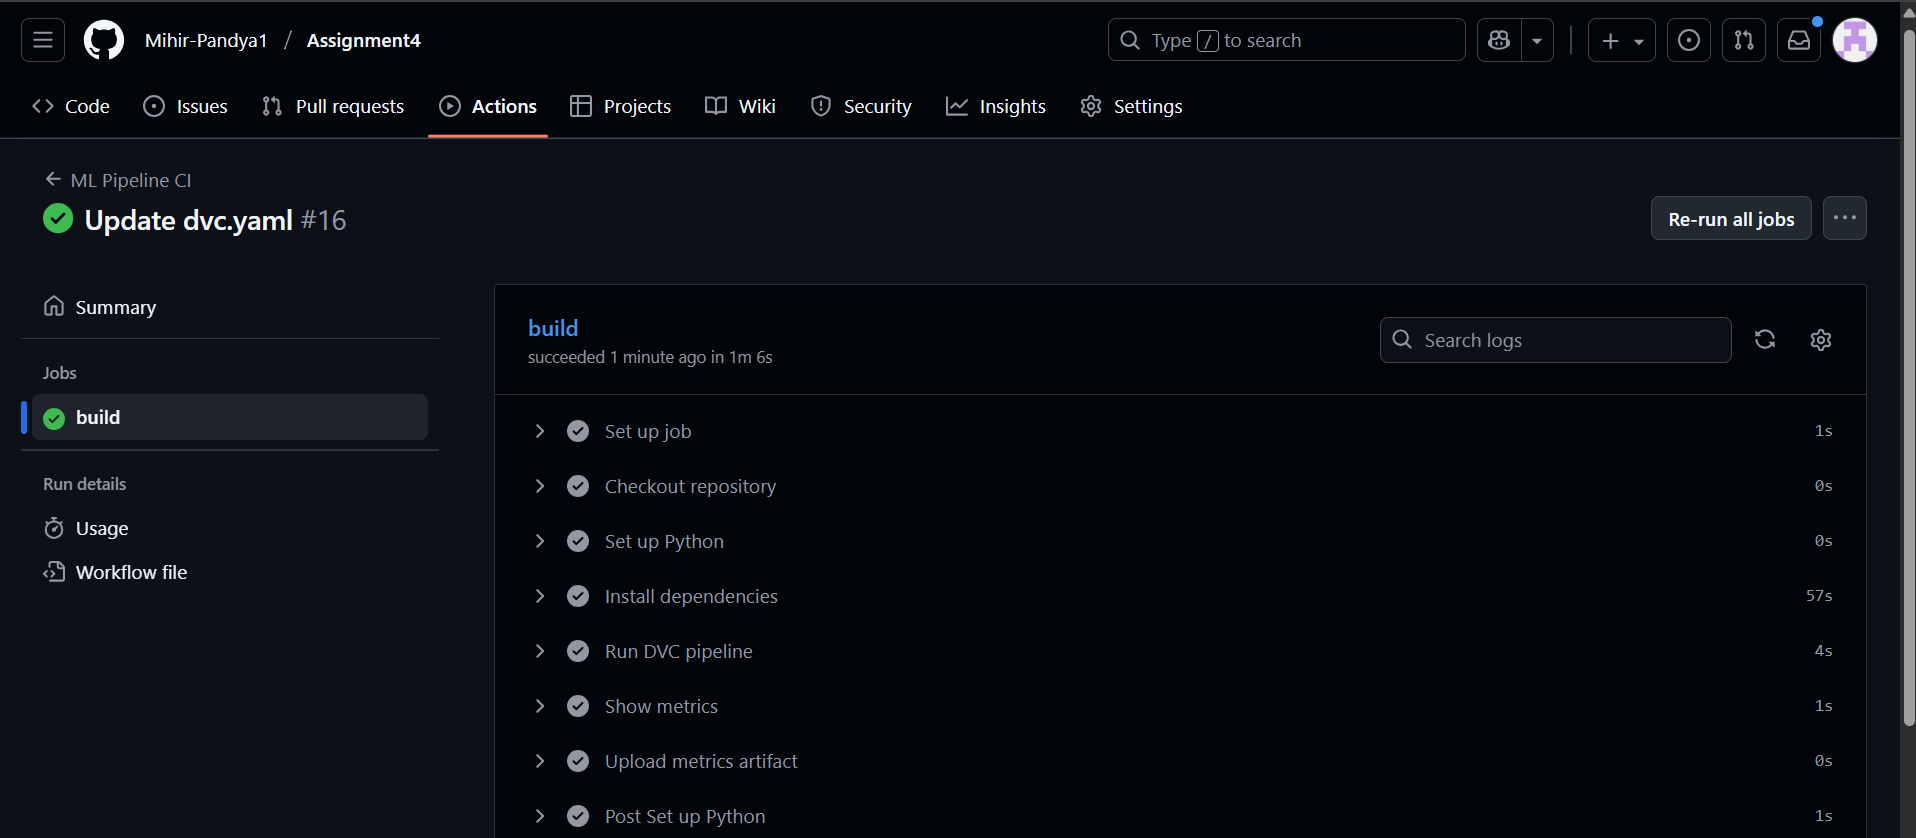 Mihir-Pandya1 / Assignment4
Type / to search
Code Issues Pull requests Actions Projects Wiki Security Insights Settings
ML Pipeline CI
Update dvc.yaml #16
Re-run all jobs
Summary
Jobs
build
Run details
Usage
Workflow file
build
succeeded 1 minute ago in 1m 6s
Search logs
Set up job 1s
Checkout repository 0s
Set up Python 0s
Install dependencies 57s
Run DVC pipeline 4s
Show metrics 1s
Upload metrics artifact 0s
Post Set up Python 1s